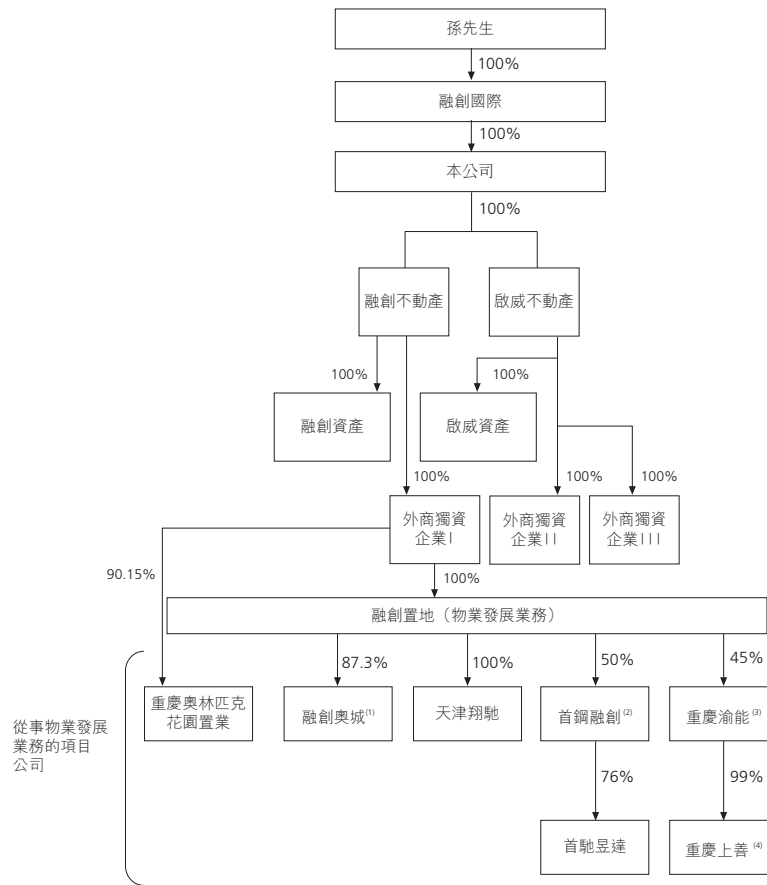 孫先生
100%
融創國際
100%
本公司
100%
融創不動產
啟威不動產
100%
100%
融創資產
啟威資產
100%
100%
100%
外商獨資
企業I
外商獨資
企業II
外商獨資
企業III
90.15%
100%
融創置地（物業發展業務）
87.3%
100%
50%
45%
從事物業發展
業務的項目
公司
重慶奧林匹克
花園置業
融創奧城(1)
天津翔馳
首鋼融創(2)
重慶渝能(3)
76%
99%
首馳昱達
重慶上善(4)